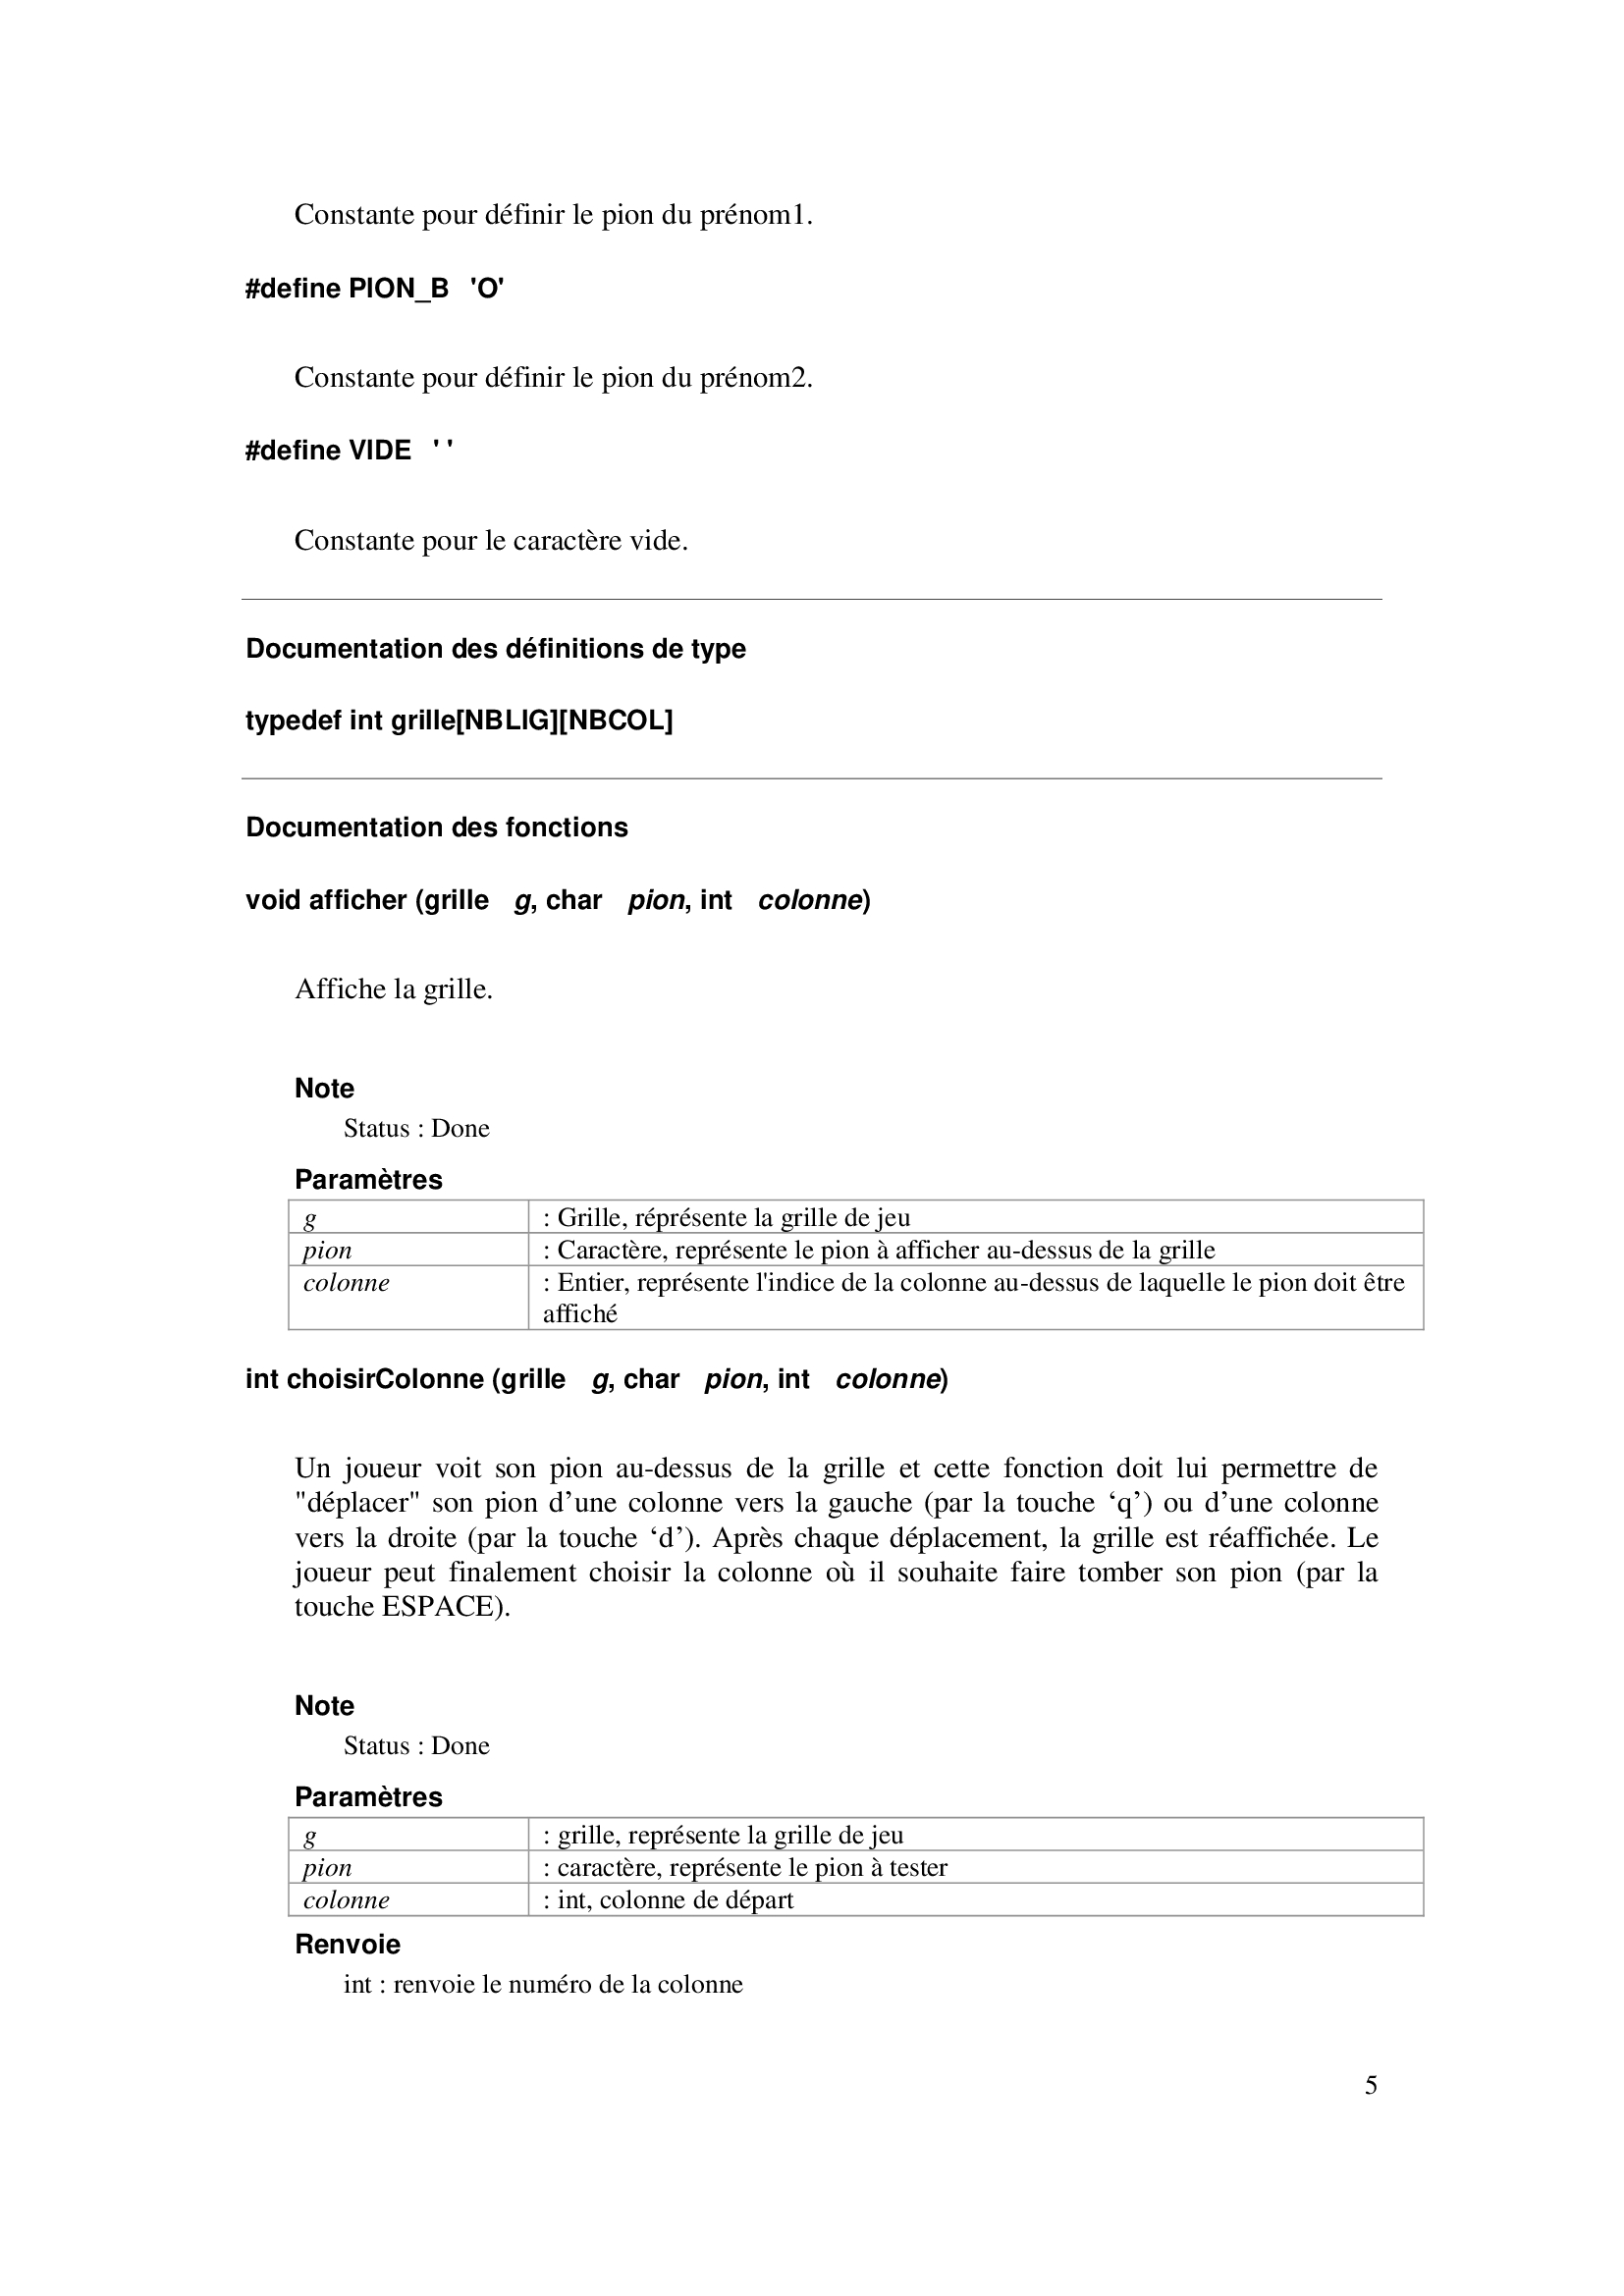 Constante pour définir le pion du prénom1.
#define PION_B 'O'
Constante pour définir le pion du prénom2.
#define VIDE ' '
Constante pour le caractère vide.
Documentation des définitions de type
typedef int grille[NBLIG][NBCOL]
Documentation des fonctions
void afficher (grille g, char pion, int colonne)
Affiche la grille.
Note
Status : Done
Paramètres
g : Grille, réprésente la grille de jeu
pion : Caractère, représente le pion à afficher au-dessus de la grille
colonne : Entier, représente l'indice de la colonne au-dessus de laquelle le pion doit être
affiché
int choisirColonne (grille g, char pion, int colonne)
Un joueur voit son pion au-dessus de la grille et cette fonction doit lui permettre de
"déplacer" son pion d’une colonne vers la gauche (par la touche ‘q’) ou d’une colonne
vers la droite (par la touche ‘d’). Après chaque déplacement, la grille est réaffichée. Le
joueur peut finalement choisir la colonne où il souhaite faire tomber son pion (par la
touche ESPACE).
Note
Status : Done
Paramètres
g : grille, représente la grille de jeu
pion : caractère, représente le pion à tester
colonne : int, colonne de départ
Renvoie
int : renvoie le numéro de la colonne
5